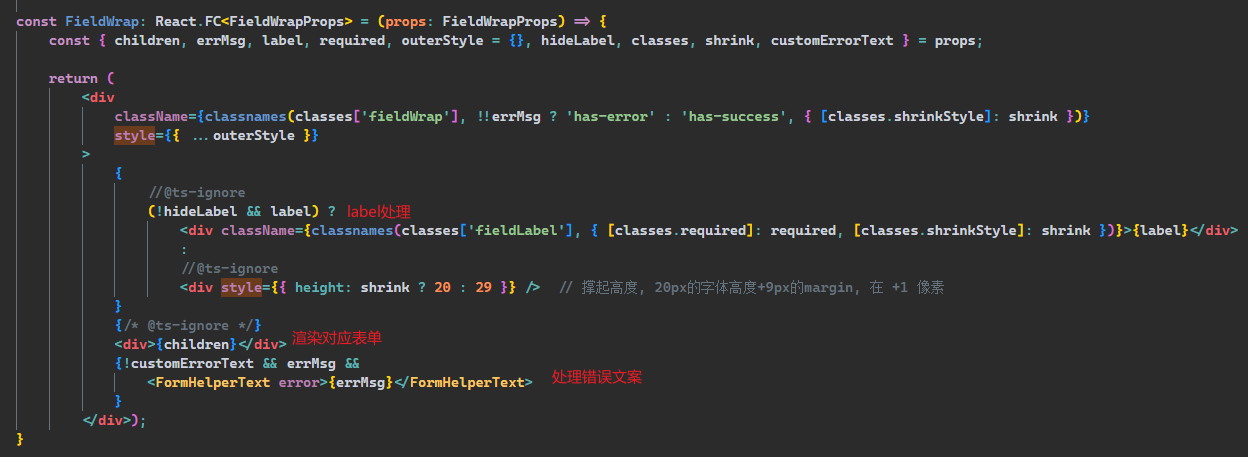 const FieldWrap: React.FC<FieldWrapProps> = (props: FieldWrapProps) => {
    const { children, errMsg, label, required, outerStyle = {}, hideLabel, classes, shrink, customErrorText } = props;

    return (
        <div
            className={classnames(classes['fieldWrap'], !!errMsg ? 'has-error' : 'has-success', { [classes.shrinkStyle]: shrink })}
            style={{ ...outerStyle }}
        >
            {
                //@ts-ignore
                (!hideLabel && label) ? label处理
                    <div className={classnames(classes['fieldLabel'], { [classes.required]: required, [classes.shrinkStyle]: shrink })}>{label}</div>
                    :
                    //@ts-ignore
                    <div style={{ height: shrink ? 20 : 29 }} /> // 撑起高度, 20px的字体高度+9px的margin, 在 +1 像素
            }
            {/* @ts-ignore */}
            <div>{children}</div> 渲染对应表单
            {!customErrorText && errMsg &&
                <FormHelperText error>{errMsg}</FormHelperText> 处理错误文案
            }
        </div>);
}